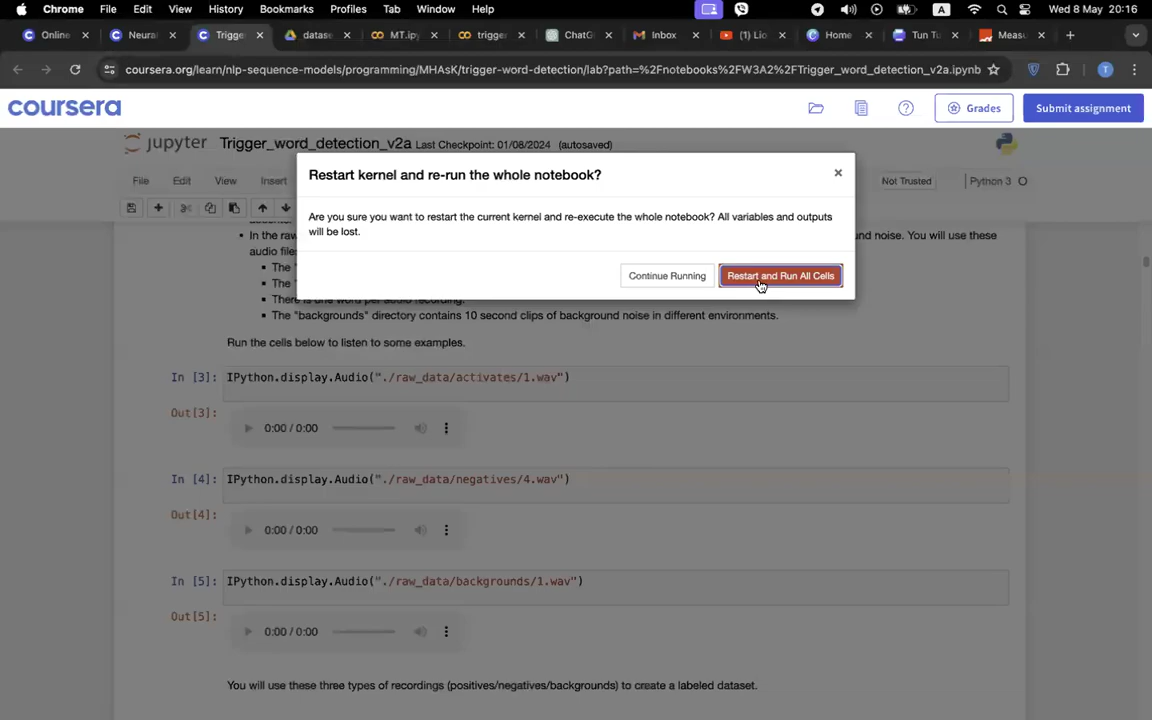 Chrome File Edit View History Bookmarks Profiles Tab Window Help A Wed 8 May 20:16
Online Neura Trigge datase MT.ip trigger ChatG Inbox (1) Lio Home Tun Tu Measu
coursera.org/learn/nlp-sequence-models/programming/MHAsK/trigger-word-detection/lab?path=%2Fnotebooks%2FW3A2%2FTrigger_word_detection_v2a.ipynb T
coursera Grades Submit assignment
jupyter Trigger_word_detection_v2a Last Checkpoint: 01/08/2024 (autosaved)
File Edit View Insert Not Trusted Python 3
Restart kernel and re-run the whole notebook? ×
Are you sure you want to restart the current kernel and re-execute the whole notebook? All variables and outputs
will be lost.
Continue Running Restart and Run All Cells
In the raw nd noise. You will use these
audio file
The "
The "
There is one word per audio recording.
The "backgrounds" directory contains 10 second clips of background noise in different environments.
Run the cells below to listen to some examples.
In [3]: IPython.display.Audio("./raw_data/activates/1.wav")
Out[3]:
0:00 / 0:00
In [4]: IPython.display.Audio("./raw_data/negatives/4.wav")
Out[4]:
0:00 / 0:00
In [5]: IPython.display.Audio("./raw_data/backgrounds/1.wav")
Out[5]:
0:00 / 0:00
You will use these three types of recordings (positives/negatives/backgrounds) to create a labeled dataset.